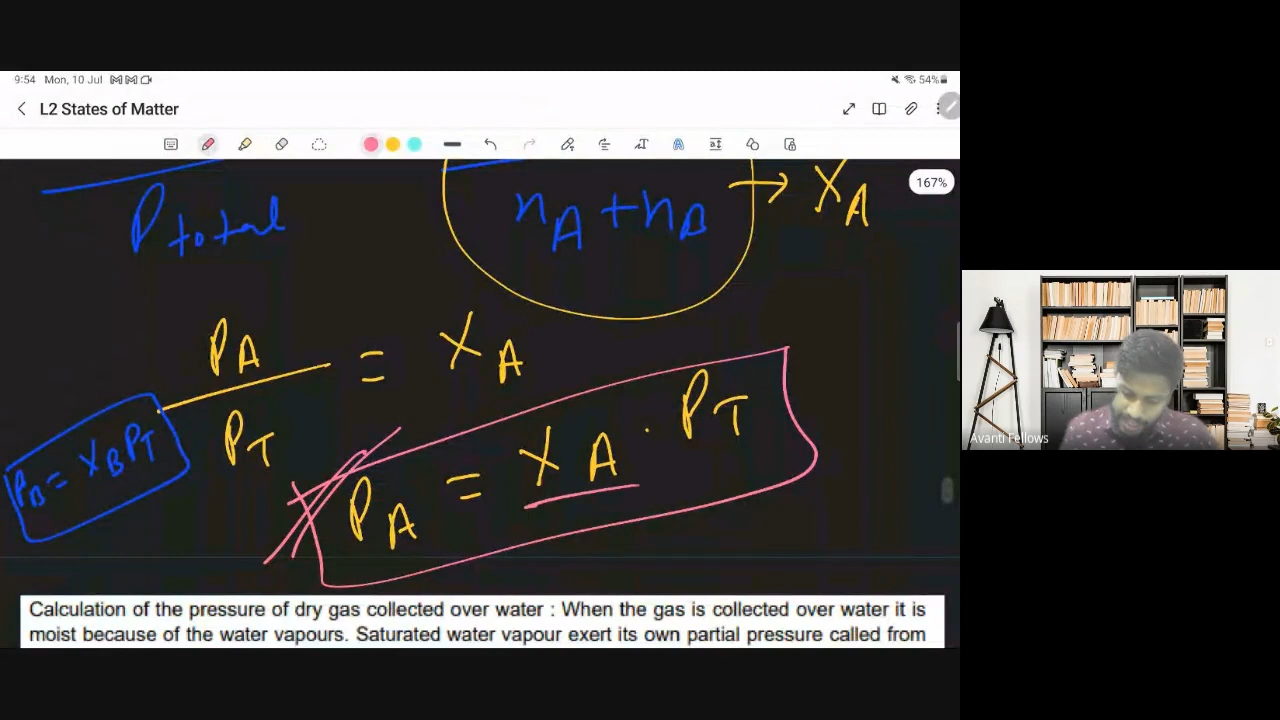 9:54 Mon, 10 Jul 54%
L2 States of Matter
167%
P total
nA + nB → XA
PA / PT = XA
PB = XB PT
PA = XA . PT
Avanti Fellows
Calculation of the pressure of dry gas collected over water : When the gas is collected over water it is
moist because of the water vapours. Saturated water vapour exert its own partial pressure called from